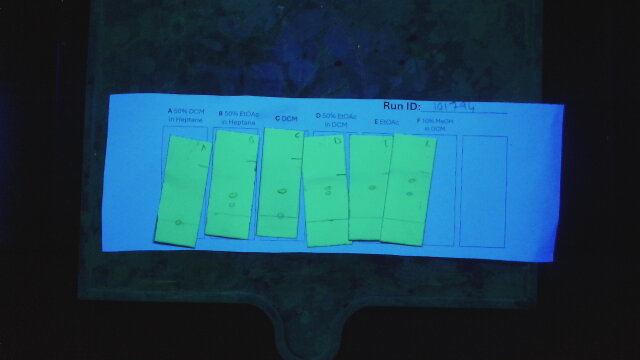 Run ID: 101794
A 50% DCM
in Heptane
B 50% EtOAc
in Heptane
C DCM
D 50% EtOAc
in DCM
E EtOAc
F 10% MeOH
in DCM
A
C
D